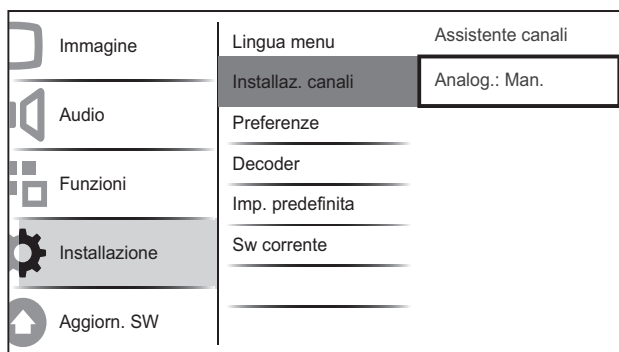 Immagine
Audio
Funzioni
Installazione
Aggiorn. SW
Lingua menu
Installaz. canali
Preferenze
Decoder
Imp. predefinita
Sw corrente
Assistente canali
Analog.: Man.